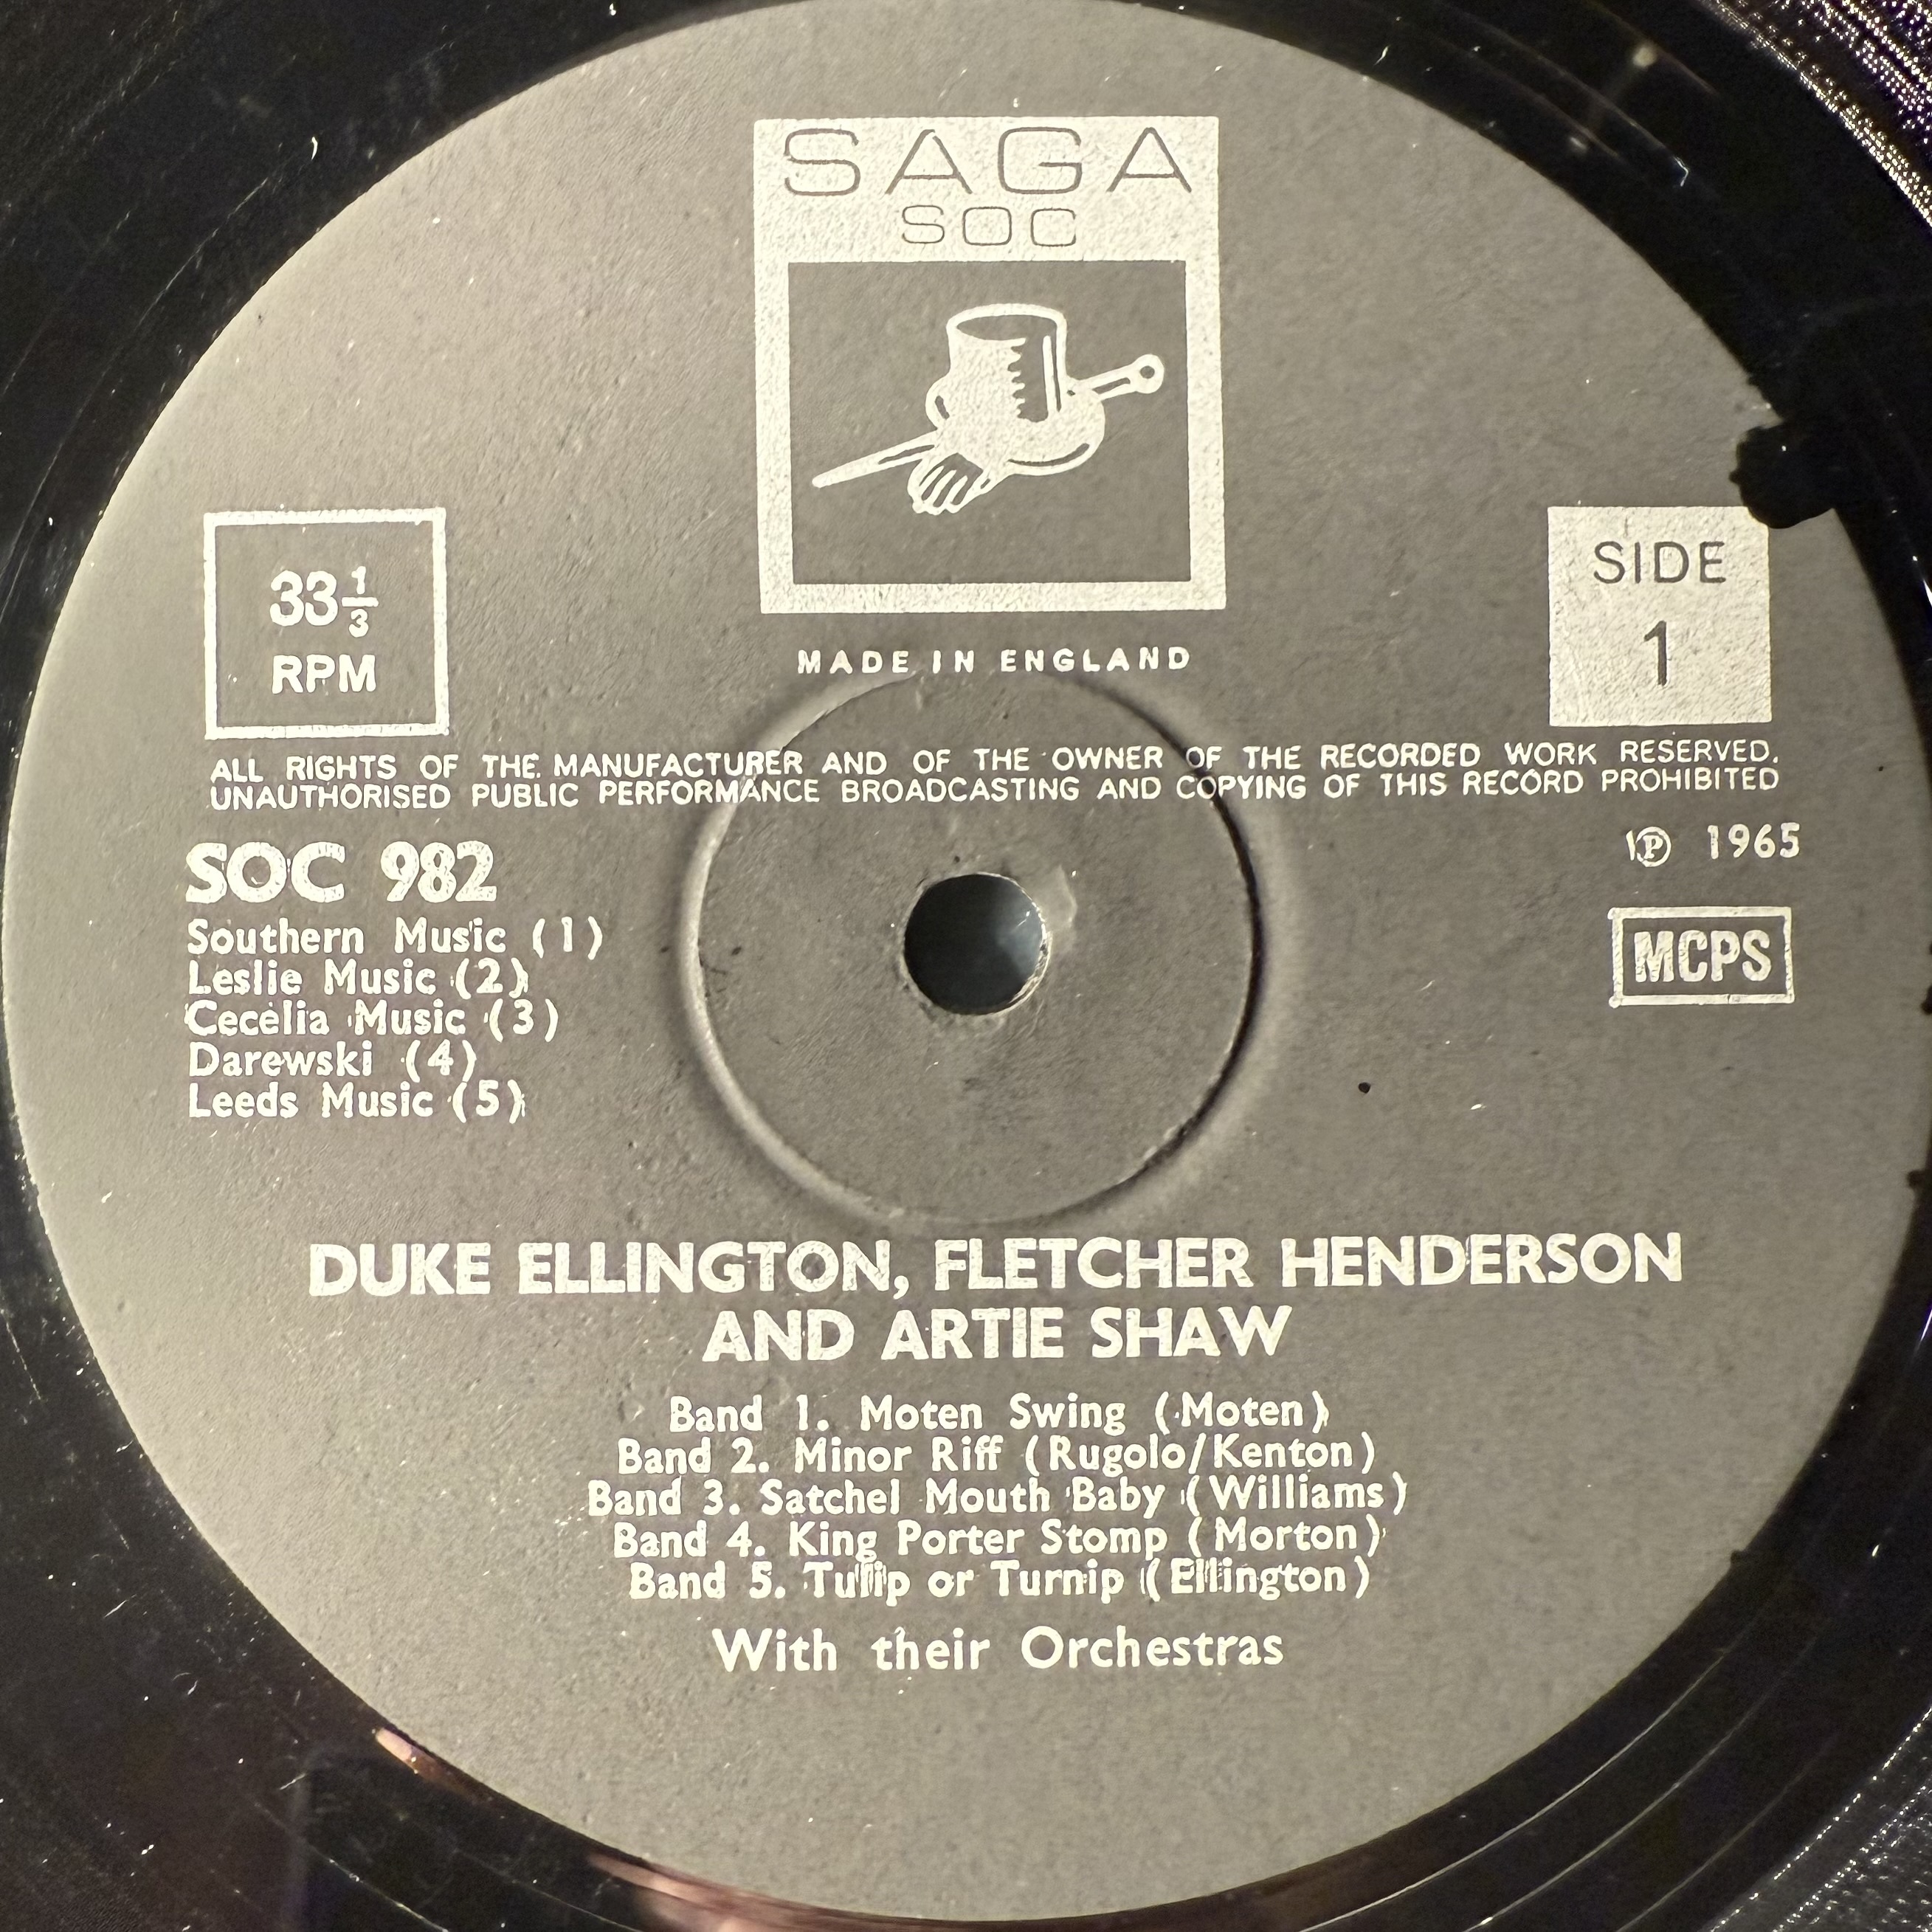 SAGA
SOC
33 1/3
RPM
SIDE
1
MADE IN ENGLAND
ALL RIGHTS OF THE MANUFACTURER AND OF THE OWNER OF THE RECORDED WORK RESERVED.
UNAUTHORISED PUBLIC PERFORMANCE BROADCASTING AND COPYING OF THIS RECORD PROHIBITED
SOC 982
℗ 1965
Southern Music (1)
Leslie Music (2)
Cecelia Music (3)
Darewski (4)
Leeds Music (5)
MCPS
DUKE ELLINGTON, FLETCHER HENDERSON
AND ARTIE SHAW
Band 1. Moten Swing (Moten)
Band 2. Minor Riff (Rugolo/Kenton)
Band 3. Satchel Mouth Baby (Williams)
Band 4. King Porter Stomp (Morton)
Band 5. Tulip or Turnip (Ellington)
With their Orchestras